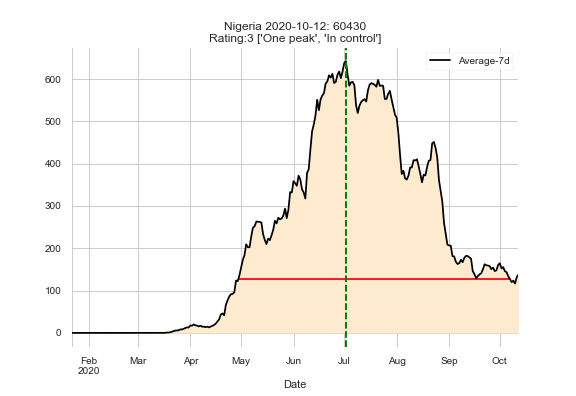 Nigeria 2020-10-12: 60430
Rating:3 ['One peak', 'In control']
Average-7d
600
500
400
300
200
100
0
Feb Mar Apr May Jun Jul Aug Sep Oct
2020
Date